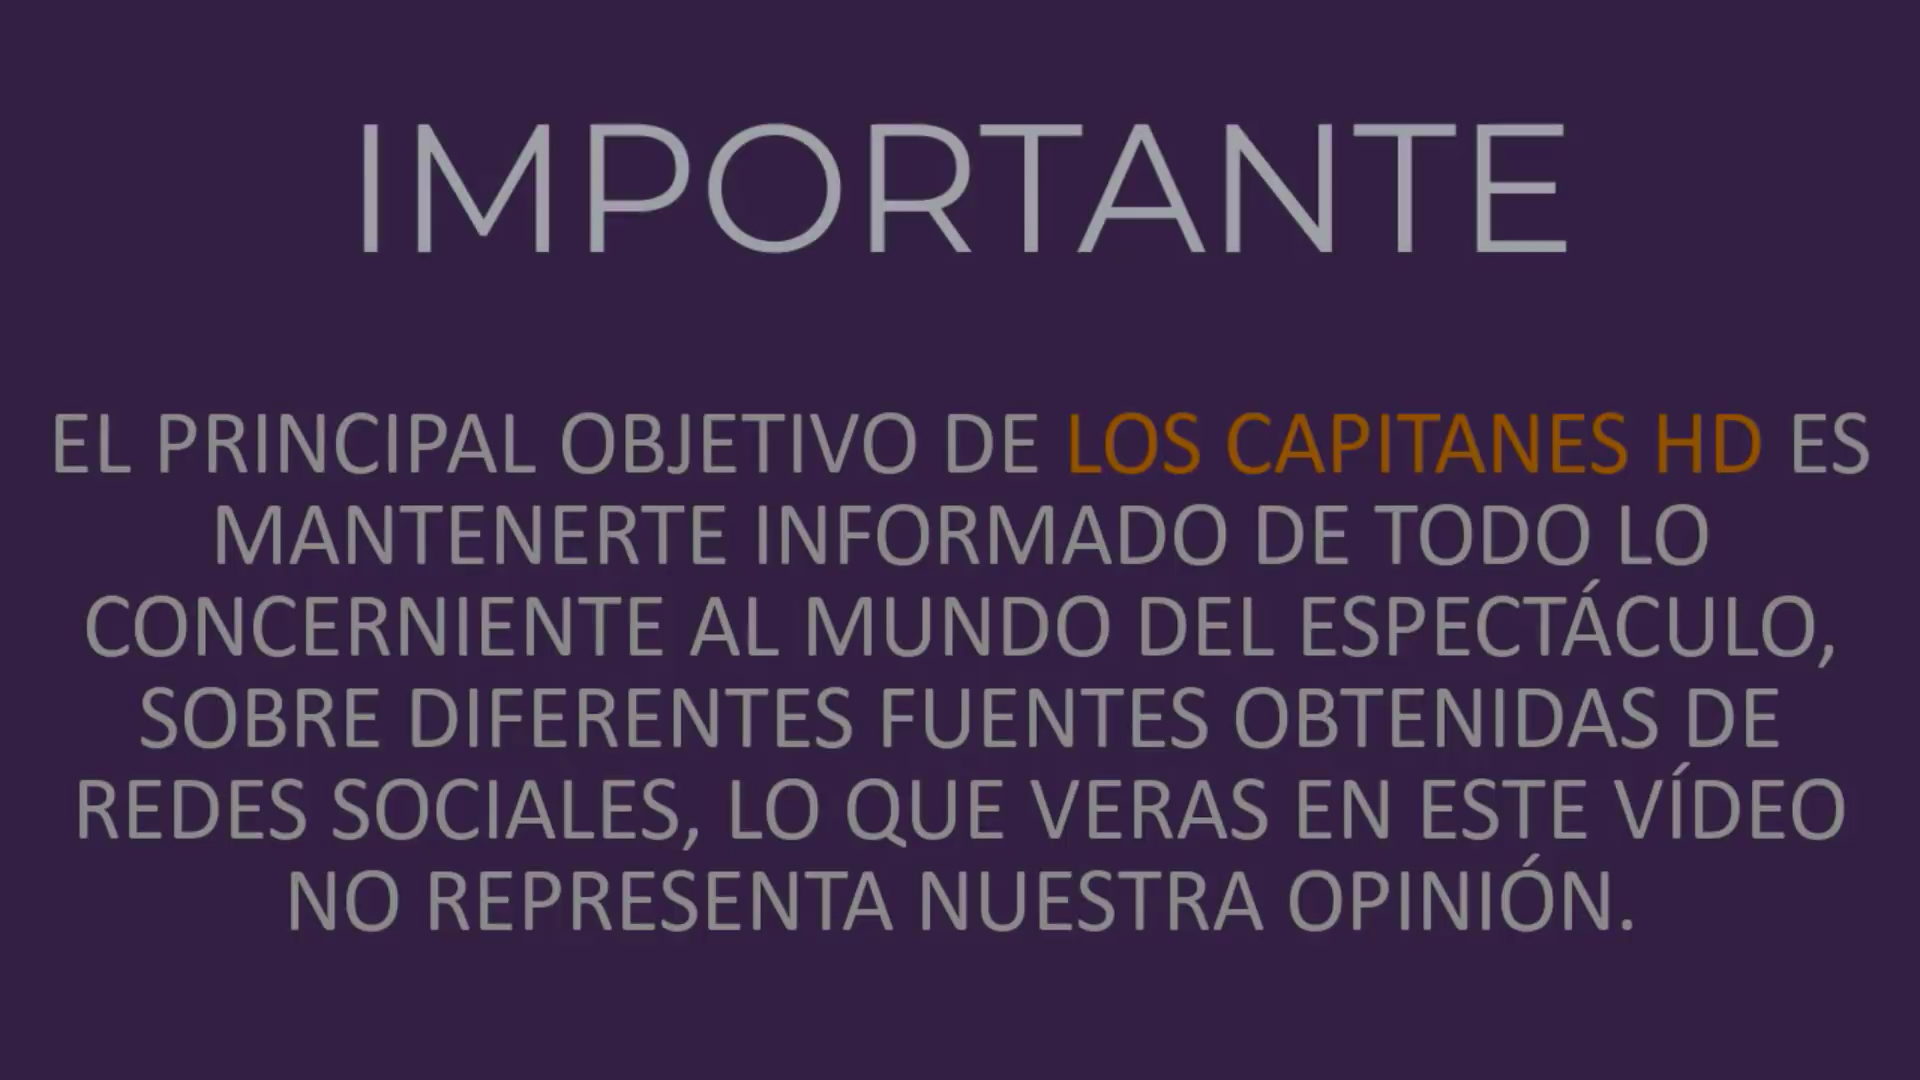 IMPORTANTE
EL PRINCIPAL OBJETIVO DE LOS CAPITANES HD ES
MANTENERTE INFORMADO DE TODO LO
CONCERNIENTE AL MUNDO DEL ESPECTÁCULO,
SOBRE DIFERENTES FUENTES OBTENIDAS DE
REDES SOCIALES, LO QUE VERAS EN ESTE VÍDEO
NO REPRESENTA NUESTRA OPINIÓN.